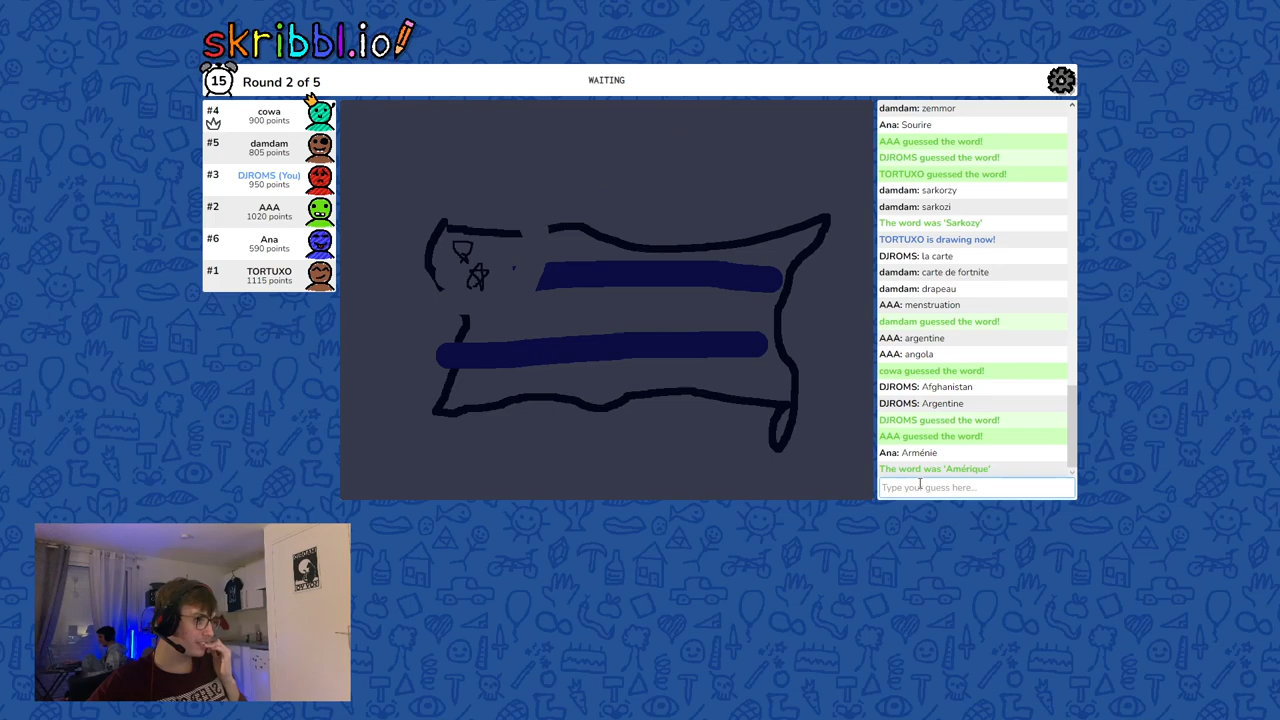 skribbl.io
15
Round 2 of 5
WAITING
#4
cowa
900 points
#5
damdam
805 points
#3
DJROMS (You)
950 points
#2
AAA
1020 points
#6
Ana
590 points
#1
TORTUXO
1115 points
damdam: zemmor
Ana: Sourire
AAA guessed the word!
DJROMS guessed the word!
TORTUXO guessed the word!
damdam: sarkorzy
damdam: sarkozi
The word was 'Sarkozy'
TORTUXO is drawing now!
DJROMS: la carte
damdam: carte de fortnite
damdam: drapeau
AAA: menstruation
damdam guessed the word!
AAA: argentine
AAA: angola
cowa guessed the word!
DJROMS: Afghanistan
DJROMS: Argentine
DJROMS guessed the word!
AAA guessed the word!
Ana: Arménie
The word was 'Amérique'
Type your guess here...